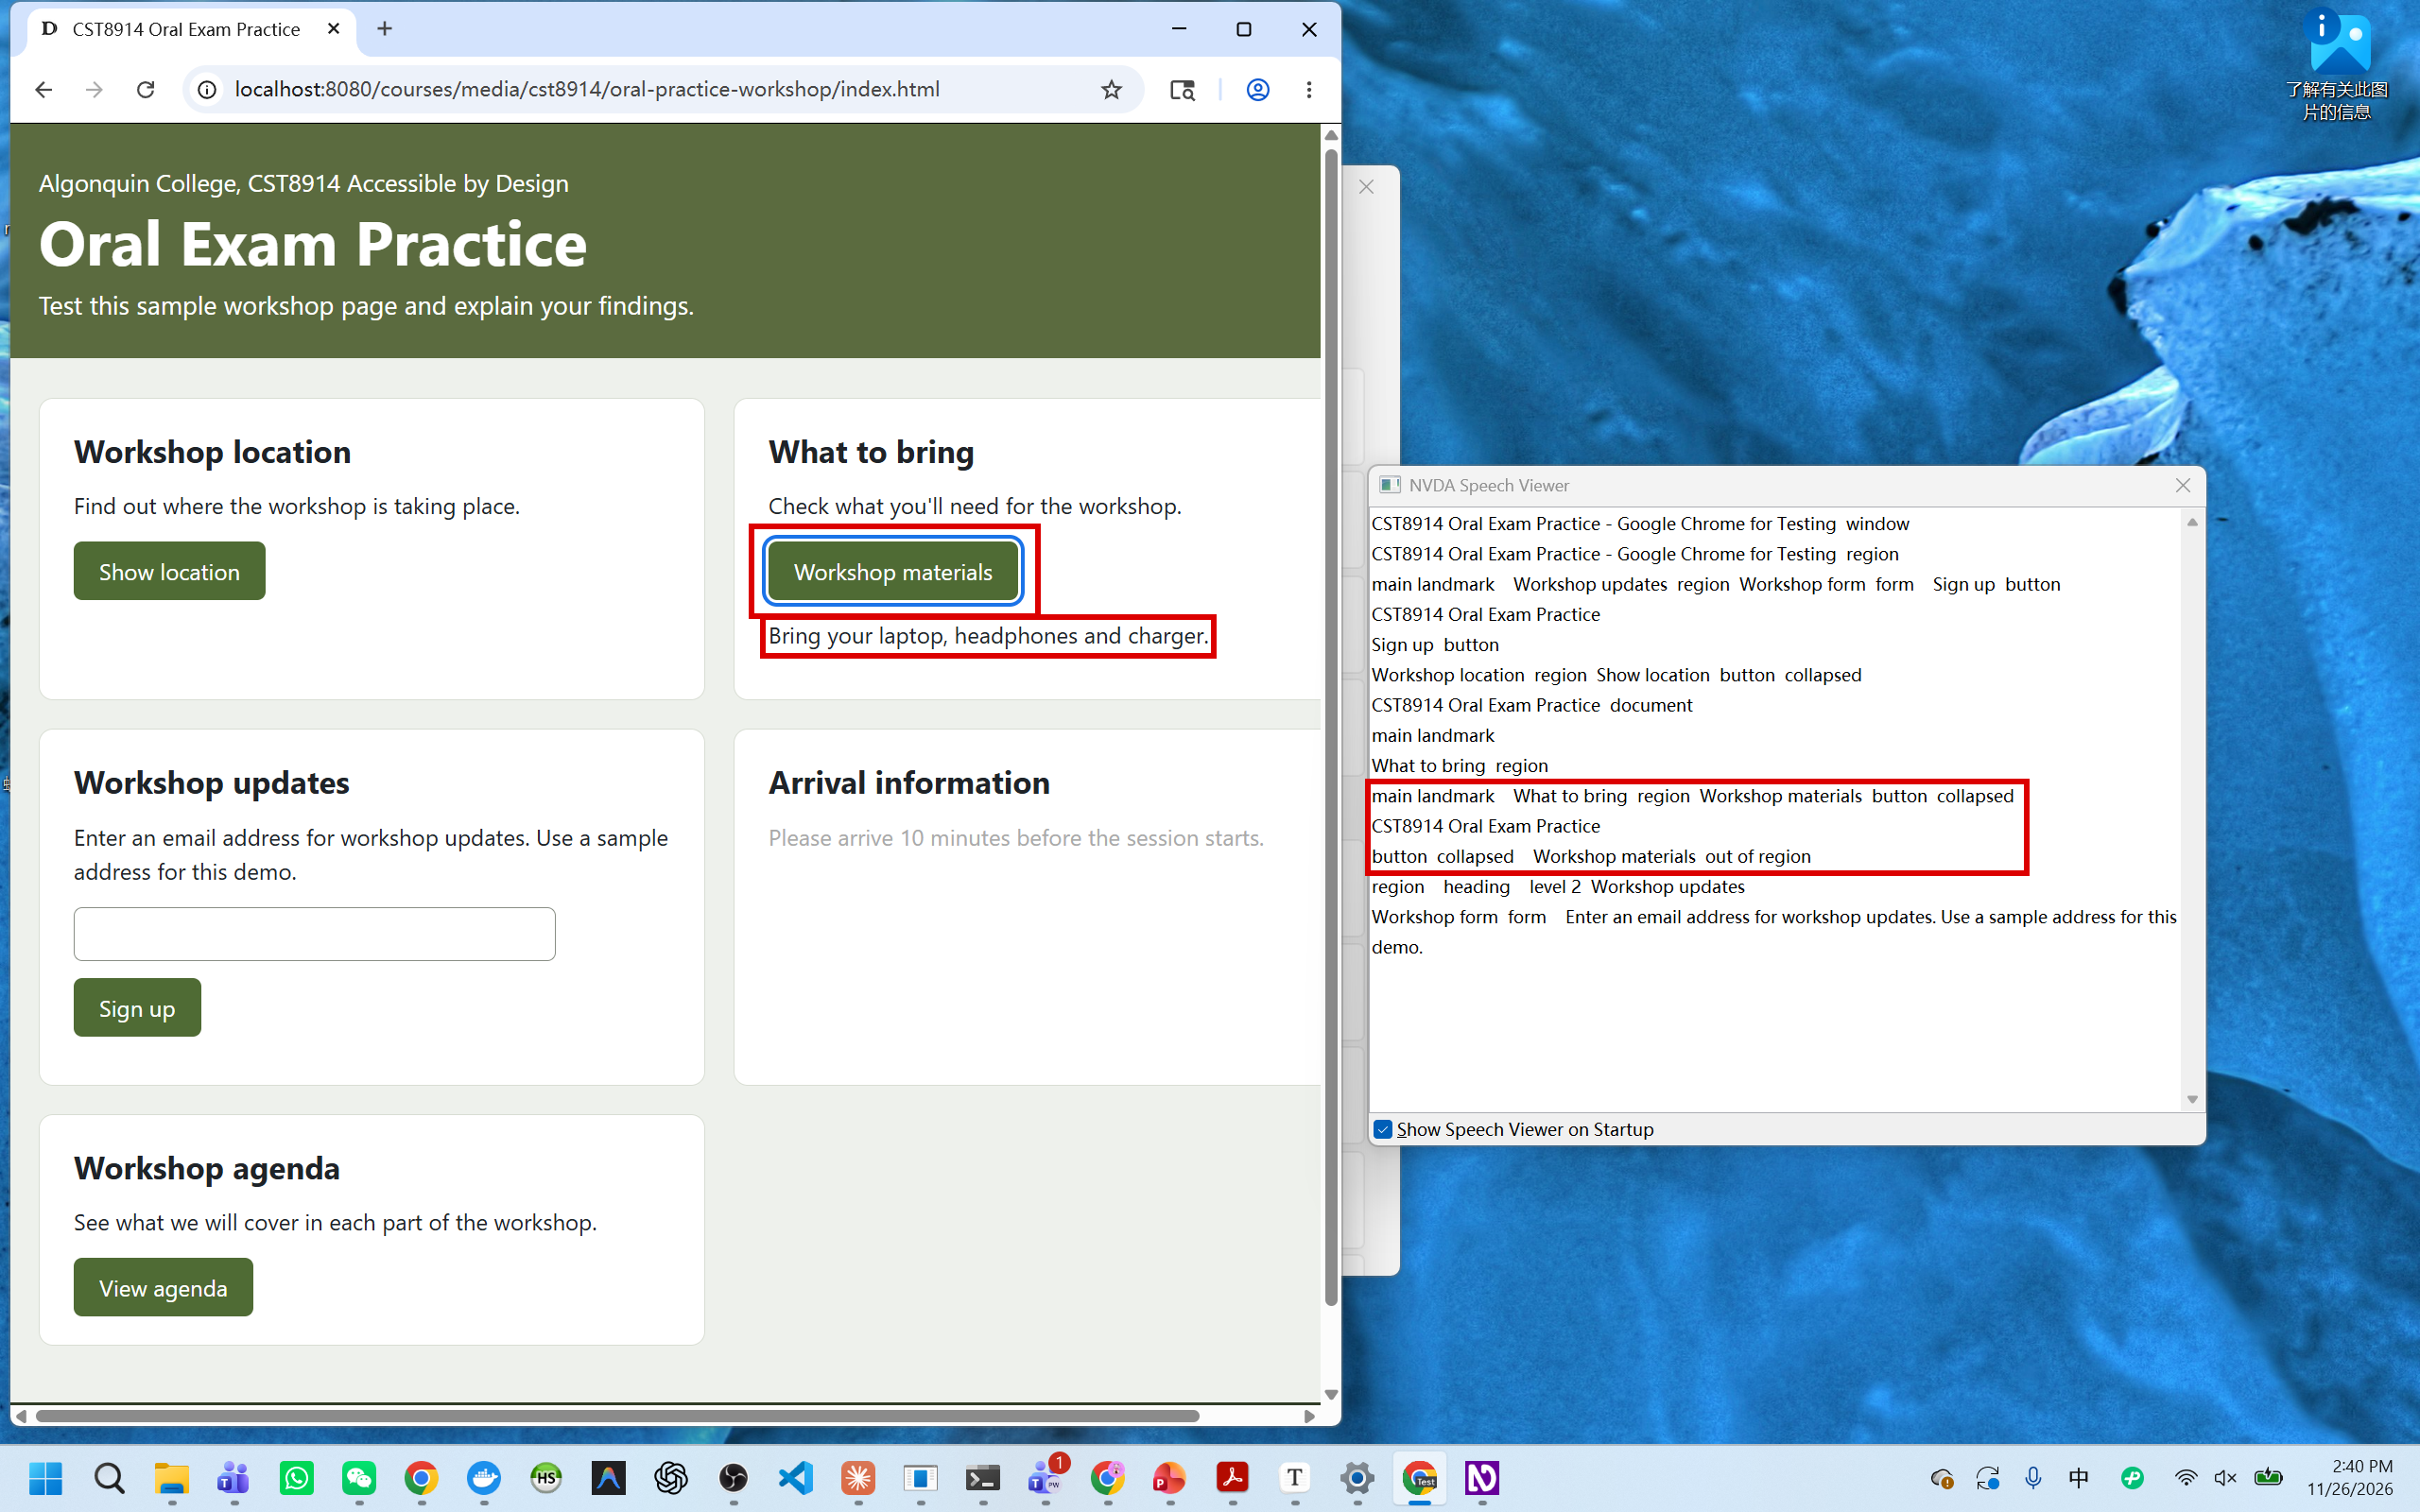 CST8914 Oral Exam Practice
localhost:8080/courses/media/cst8914/oral-practice-workshop/index.html
Algonquin College, CST8914 Accessible by Design
Oral Exam Practice
Test this sample workshop page and explain your findings.
Workshop location
Find out where the workshop is taking place.
Show location
What to bring
Check what you'll need for the workshop.
Workshop materials
Bring your laptop, headphones and charger.
Workshop updates
Enter an email address for workshop updates. Use a sample
address for this demo.
Sign up
Arrival information
Please arrive 10 minutes before the session starts.
Workshop agenda
See what we will cover in each part of the workshop.
View agenda
了解有关此图
片的信息
NVDA Speech Viewer
CST8914 Oral Exam Practice - Google Chrome for Testing window
CST8914 Oral Exam Practice - Google Chrome for Testing region
main landmark Workshop updates region Workshop form form Sign up button
CST8914 Oral Exam Practice
Sign up button
Workshop location region Show location button collapsed
CST8914 Oral Exam Practice document
main landmark
What to bring region
main landmark What to bring region Workshop materials button collapsed
CST8914 Oral Exam Practice
button collapsed Workshop materials out of region
region heading level 2 Workshop updates
Workshop form form Enter an email address for workshop updates. Use a sample address for this
demo.
Show Speech Viewer on Startup
HS
1
PW
T
Test
中
2:40 PM
11/26/2026